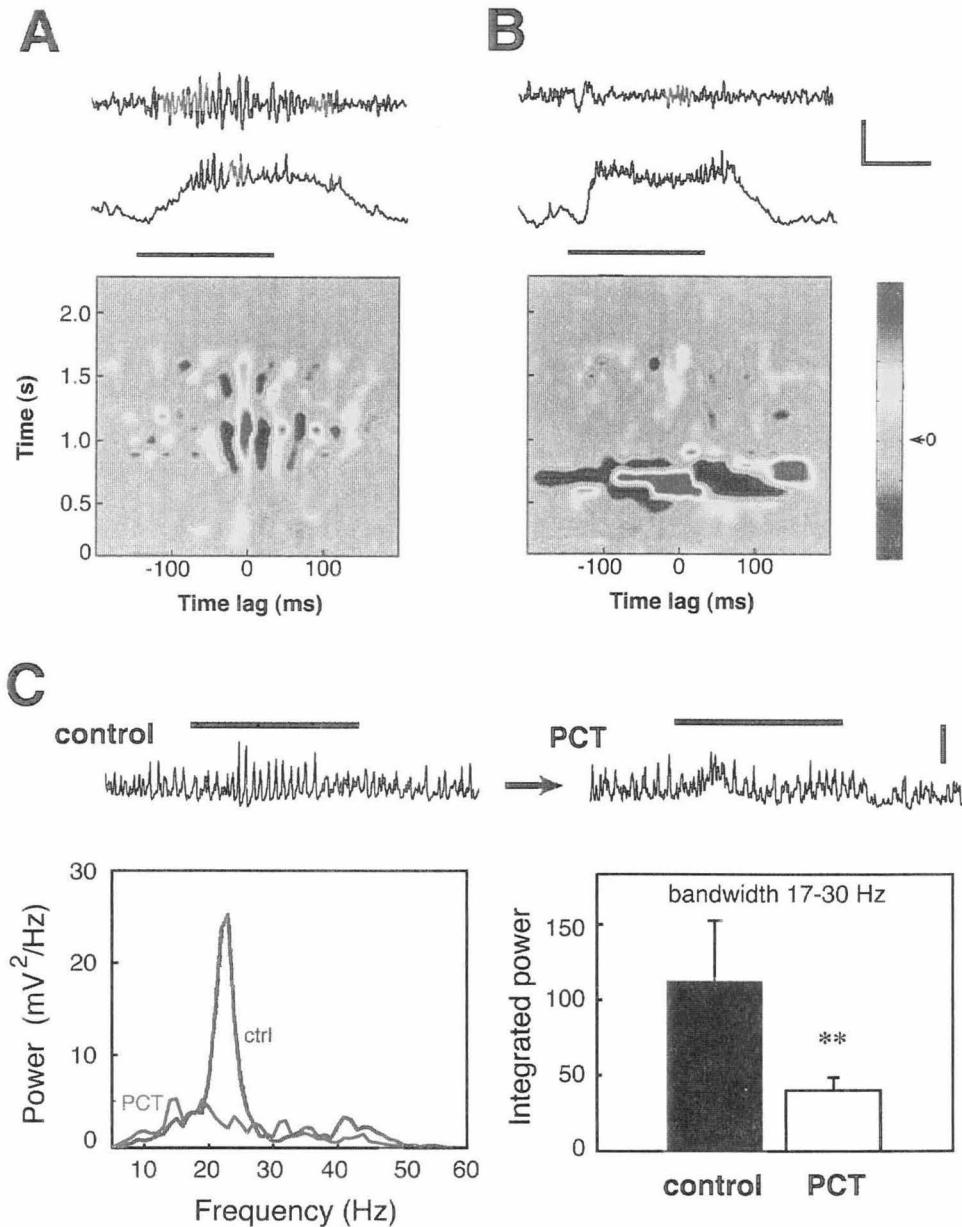 A
B
2.0
1.5
1.0
0.5
0
Time (s)
-100
0
100
Time lag (ms)
-100
0
100
Time lag (ms)
0
C
control
PCT
30
20
10
0
Power (mV²/Hz)
PCT
ctrl
10
20
30
40
50
60
Frequency (Hz)
bandwidth 17-30 Hz
150
100
50
0
Integrated power
**
control
PCT